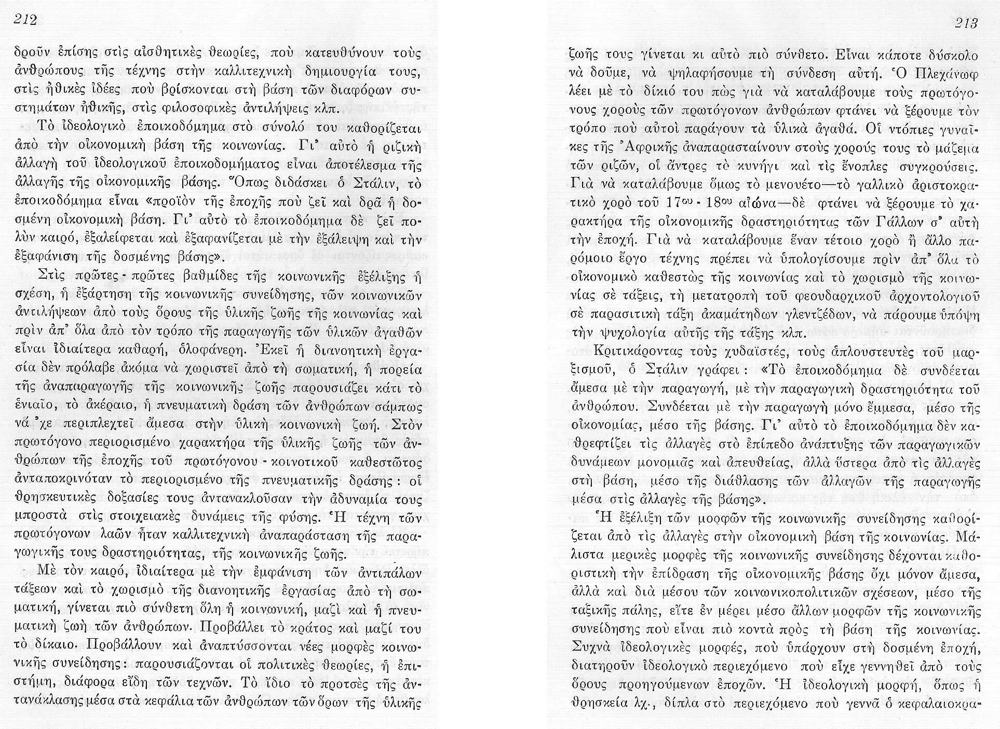 212
δροῦν ἐπίσης στὶς αἰσθητικὲς θεωρίες, ποὺ κατευθύνουν τοὺς
ἀνθρώπους τῆς τέχνης στὴν καλλιτεχνικὴ δημιουργία τους,
στὶς ἠθικὲς ἰδέες ποὺ βρίσκονται στὴ βάση τῶν διαφόρων συ-
στημάτων ἠθικῆς, στὶς φιλοσοφικὲς ἀντιλήψεις κλπ.
Τὸ ἰδεολογικὸ ἐποικοδόμημα στὸ σύνολό του καθορίζεται
ἀπὸ τὴν οἰκονομικὴ βάση τῆς κοινωνίας. Γι' αὐτὸ ἡ ριζικὴ
ἀλλαγὴ τοῦ ἰδεολογικοῦ ἐποικοδομήματος εἶναι ἀποτέλεσμα τῆς
ἀλλαγῆς τῆς οἰκονομικῆς βάσης. Ὅπως διδάσκει ὁ Στάλιν, τὸ
ἐποικοδόμημα εἶναι «προϊὸν τῆς ἐποχῆς ποὺ ζεῖ καὶ δρᾶ ἡ δο-
σμένη οἰκονομικὴ βάση. Γι' αὐτὸ τὸ ἐποικοδόμημα δὲ ζεῖ πο-
λὺν καιρό, ἐξαλείφεται καὶ ἐξαφανίζεται μὲ τὴν ἐξάλειψη καὶ τὴν
ἐξαφάνιση τῆς δοσμένης βάσης».
Στὶς πρῶτες - πρῶτες βαθμίδες τῆς κοινωνικῆς ἐξέλιξης ἡ
σχέση, ἡ ἐξάρτηση τῆς κοινωνικῆς συνείδησης, τῶν κοινωνικῶν
ἀντιλήψεων ἀπὸ τοὺς ὅρους τῆς ὑλικῆς ζωῆς τῆς κοινωνίας καὶ
πρὶν ἀπ' ὅλα ἀπὸ τὸν τρόπο τῆς παραγωγῆς τῶν ὑλικῶν ἀγαθῶν
εἶναι ἰδιαίτερα καθαρή, ὁλοφάνερη. Ἐκεῖ ἡ διανοητικὴ ἐργα-
σία δὲν πρόλαβε ἀκόμα νὰ χωριστεῖ ἀπὸ τὴ σωματική, ἡ πορεία
τῆς ἀναπαραγωγῆς τῆς κοινωνικῆς ζωῆς παρουσιάζει κάτι τὸ
ἑνιαῖο, τὸ ἀκέραιο, ἡ πνευματικὴ δράση τῶν ἀνθρώπων σάμπως
νά 'χε περιπλεχτεῖ ἄμεσα στὴν ὑλικὴ κοινωνικὴ ζωή. Στὸν
πρωτόγονο περιορισμένο χαρακτήρα τῆς ὑλικῆς ζωῆς τῶν ἀν-
θρώπων τῆς ἐποχῆς τοῦ πρωτόγονου - κοινοτικοῦ καθεστῶτος
ἀνταποκρινόταν τὸ περιορισμένο τῆς πνευματικῆς δράσης : οἱ
θρησκευτικὲς δοξασίες τους ἀντανακλοῦσαν τὴν ἀδυναμία τους
μπροστὰ στὶς στοιχειακὲς δυνάμεις τῆς φύσης. Ἡ τέχνη τῶν
πρωτόγονων λαῶν ἦταν καλλιτεχνικὴ ἀναπαράσταση τῆς παρα-
γωγικῆς τους δραστηριότητας, τῆς κοινωνικῆς ζωῆς.
Μὲ τὸν καιρό, ἰδιαίτερα μὲ τὴν ἐμφάνιση τῶν ἀντιπάλων
τάξεων καὶ τὸ χωρισμὸ τῆς διανοητικῆς ἐργασίας ἀπὸ τὴ σω-
ματική, γίνεται πιὸ σύνθετη ὅλη ἡ κοινωνική, μαζὶ καὶ ἡ πνευ-
ματικὴ ζωὴ τῶν ἀνθρώπων. Προβάλλει τὸ κράτος καὶ μαζί του
τὸ δίκαιο. Προβάλλουν καὶ ἀναπτύσσονται νέες μορφὲς κοινω-
νικῆς συνείδησης : παρουσιάζονται οἱ πολιτικὲς θεωρίες, ἡ ἐπι-
στήμη, διάφορα εἴδη τῶν τεχνῶν. Τὸ ἴδιο τὸ προτσὲς τῆς ἀν-
τανάκλασης μέσα στὰ κεφάλια τῶν ἀνθρώπων τῶν ὅρων τῆς ὑλικῆς
213
ζωῆς τους γίνεται κι αὐτὸ πιὸ σύνθετο. Εἶναι κάποτε δύσκολο
νὰ δοῦμε, νὰ ψηλαφήσουμε τὴ σύνδεση αὐτή. Ὁ Πλεχάνωφ
λέει μὲ τὸ δίκιό του πὼς γιὰ νὰ καταλάβουμε τοὺς πρωτόγο-
νους χοροὺς τῶν πρωτόγονων ἀνθρώπων φτάνει νὰ ξέρουμε τὸν
τρόπο ποὺ αὐτοὶ παράγουν τὰ ὑλικὰ ἀγαθά. Οἱ ντόπιες γυναῖ-
κες τῆς Ἀφρικῆς ἀναπαρασταίνουν στοὺς χορούς τους τὸ μάζεμα
τῶν ριζῶν, οἱ ἄντρες τὸ κυνήγι καὶ τὶς ἔνοπλες συγκρούσεις.
Γιὰ νὰ καταλάβουμε ὅμως τὸ μενουέτο—τὸ γαλλικὸ ἀριστοκρα-
τικὸ χορὸ τοῦ 17ου - 18ου αἰώνα—δὲ φτάνει νὰ ξέρουμε τὸ χα-
ρακτήρα τῆς οἰκονομικῆς δραστηριότητας τῶν Γάλλων σ' αὐτὴ
τὴν ἐποχή. Γιὰ νὰ καταλάβουμε ἕναν τέτοιο χορὸ ἢ ἄλλο πα-
ρόμοιο ἔργο τέχνης πρέπει νὰ ὑπολογίσουμε πρὶν ἀπ' ὅλα τὸ
οἰκονομικὸ καθεστὼς τῆς κοινωνίας καὶ τὸ χωρισμὸ τῆς κοινω-
νίας σὲ τάξεις, τὴ μετατροπὴ τοῦ φεουδαρχικοῦ ἀρχοντολογιοῦ
σὲ παρασιτικὴ τάξη ἀκαμάτηδων γλεντζέδων, νὰ πάρουμε ὑπόψη
τὴν ψυχολογία αὐτῆς τῆς τάξης κλπ.
Κριτικάροντας τοὺς χυδαϊστές, τοὺς ἁπλουστευτὲς τοῦ μαρ-
ξισμοῦ, ὁ Στάλιν γράφει : «Τὸ ἐποικοδόμημα δὲ συνδέεται
ἄμεσα μὲ τὴν παραγωγή, μὲ τὴν παραγωγικὴ δραστηριότητα τοῦ
ἀνθρώπου. Συνδέεται μὲ τὴν παραγωγὴ μόνο ἔμμεσα, μέσο τῆς
οἰκονομίας, μέσο τῆς βάσης. Γι' αὐτὸ τὸ ἐποικοδόμημα δὲν κα-
θρεφτίζει τὶς ἀλλαγὲς στὸ ἐπίπεδο ἀνάπτυξης τῶν παραγωγικῶν
δυνάμεων μονομιᾶς καὶ ἀπευθείας, ἀλλὰ ὕστερα ἀπὸ τὶς ἀλλαγὲς
στὴ βάση, μέσο τῆς διάθλασης τῶν ἀλλαγῶν τῆς παραγωγῆς
μέσα στὶς ἀλλαγὲς τῆς βάσης».
Ἡ ἐξέλιξη τῶν μορφῶν τῆς κοινωνικῆς συνείδησης καθορί-
ζεται ἀπὸ τὶς ἀλλαγὲς στὴν οἰκονομικὴ βάση τῆς κοινωνίας. Μά-
λιστα μερικὲς μορφὲς τῆς κοινωνικῆς συνείδησης δέχονται καθο-
ριστικὴ τὴν ἐπίδραση τῆς οἰκονομικῆς βάσης ὄχι μόνον ἄμεσα,
ἀλλὰ καὶ διὰ μέσου τῶν κοινωνικοπολιτικῶν σχέσεων, μέσο τῆς
ταξικῆς πάλης, εἴτε ἐν μέρει μέσο ἄλλων μορφῶν τῆς κοινωνικῆς
συνείδησης ποὺ εἶναι πιὸ κοντὰ πρὸς τὴ βάση τῆς κοινωνίας.
Συχνὰ ἰδεολογικὲς μορφές, ποὺ ὑπάρχουν στὴ δοσμένη ἐποχή,
διατηροῦν ἰδεολογικὸ περιεχόμενο ποὺ εἶχε γεννηθεῖ ἀπὸ τοὺς
ὅρους προηγούμενων ἐποχῶν. Ἡ ἰδεολογικὴ μορφή, ὅπως ἡ
θρησκεία λχ., δίπλα στὸ περιεχόμενο ποὺ γεννᾶ ὁ κεφαλαιοκρα-